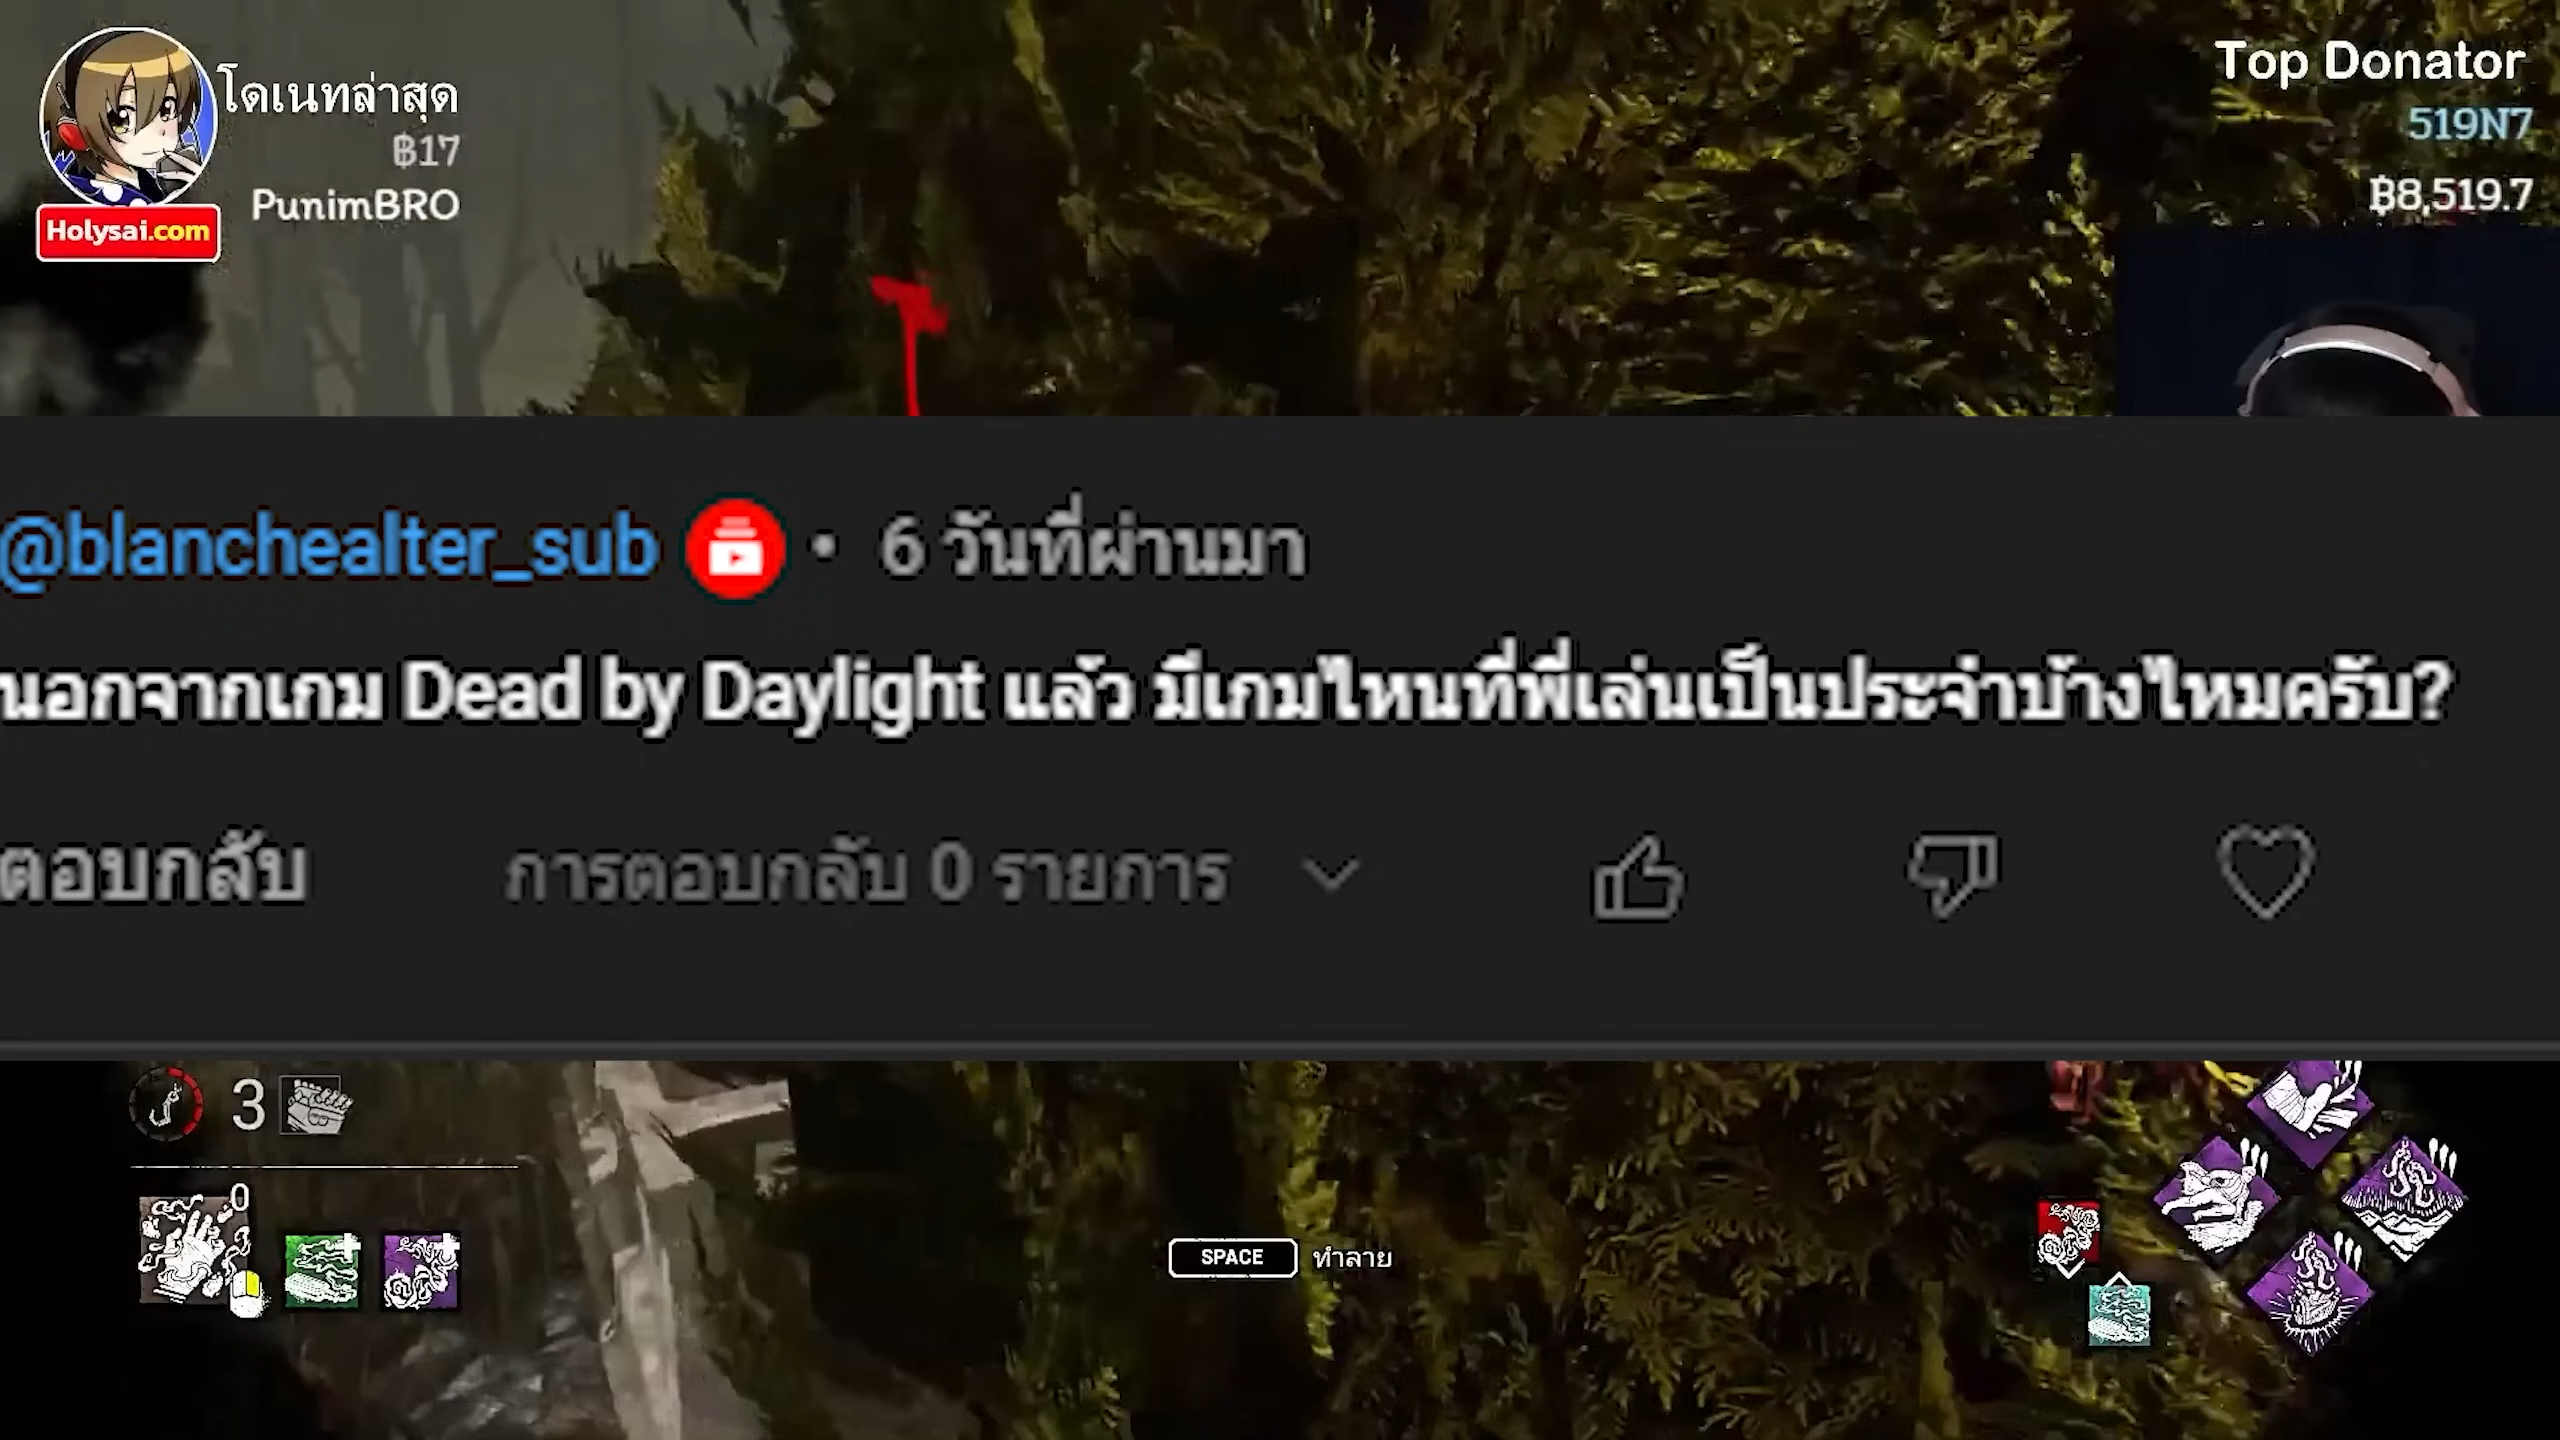 โดเนทล่าสุด
฿17
PunimBRO
Holysai.com
Top Donator
519N7
฿8,519.7
@blanchealter_sub • 6 วันที่ผ่านมา
นอกจากเกม Dead by Daylight แล้ว มีเกมไหนที่พี่เล่นเป็นประจำบ้างไหมครับ?
ตอบกลับ การตอบกลับ 0 รายการ
3
0
SPACE ทำลาย